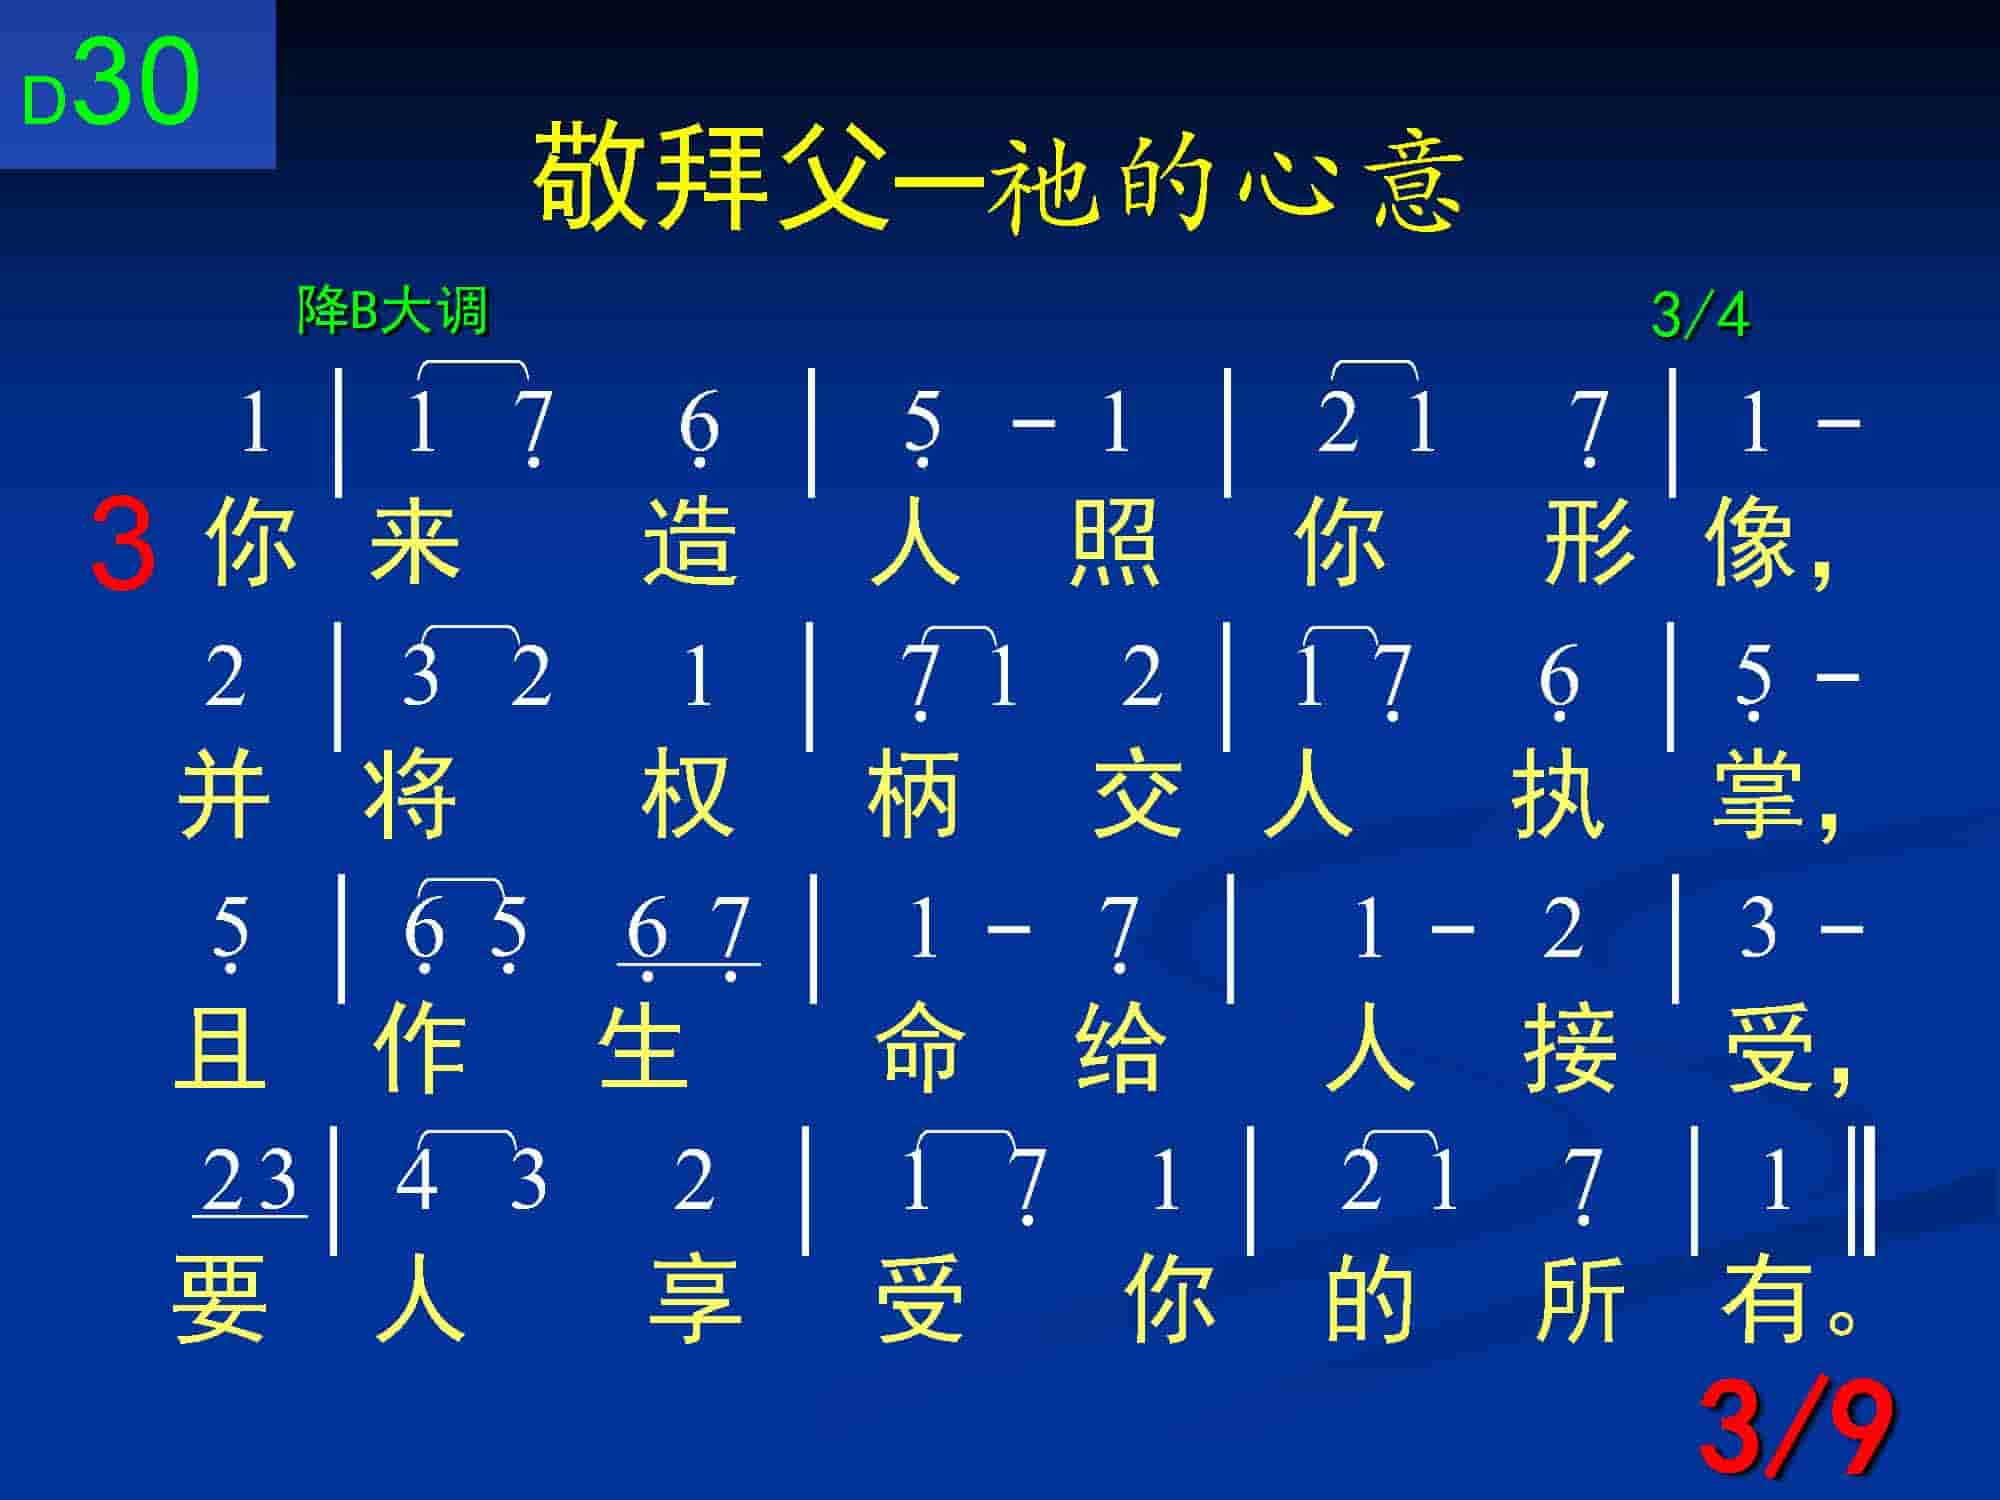 D30
敬拜父—祂的心意
降B大调 3/4
1 | 1 7̣ 6̣ | 5̣ - 1 | 2 1 7̣ | 1 -
3 你 来 造 人 照 你 形 像，
2 | 3 2 1 | 7̣ 1 2 | 1 7̣ 6̣ | 5̣ -
并 将 权 柄 交 人 执 掌，
5̣ | 6̣ 5̣ 6̣ 7̣ | 1 - 7̣ | 1 - 2 | 3 -
且 作 生 命 给 人 接 受，
2 3 | 4 3 2 | 1 7̣ 1 | 2 1 7̣ | 1 ‖
要 人 享 受 你 的 所 有。
3/9